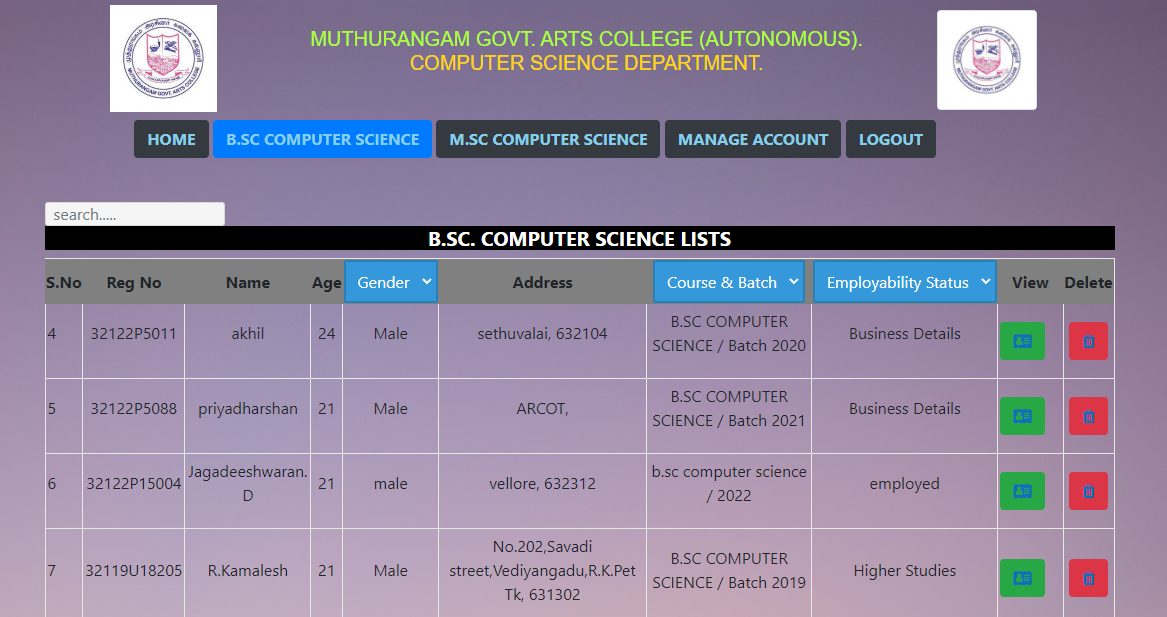 MUTHURANGAM GOVT. ARTS COLLEGE (AUTONOMOUS).
COMPUTER SCIENCE DEPARTMENT.
HOME B.SC COMPUTER SCIENCE M.SC COMPUTER SCIENCE MANAGE ACCOUNT LOGOUT
search.....
B.SC. COMPUTER SCIENCE LISTS
S.No Reg No Name Age Gender Address Course & Batch Employability Status View Delete
4 32122P5011 akhil 24 Male sethuvalai, 632104 B.SC COMPUTER
SCIENCE / Batch 2020 Business Details
5 32122P5088 priyadharshan 21 Male ARCOT, B.SC COMPUTER
SCIENCE / Batch 2021 Business Details
6 32122P15004 Jagadeeshwaran.
D 21 male vellore, 632312 b.sc computer science
/ 2022 employed
7 32119U18205 R.Kamalesh 21 Male No.202,Savadi
street,Vediyangadu,R.K.Pet
Tk, 631302 B.SC COMPUTER
SCIENCE / Batch 2019 Higher Studies